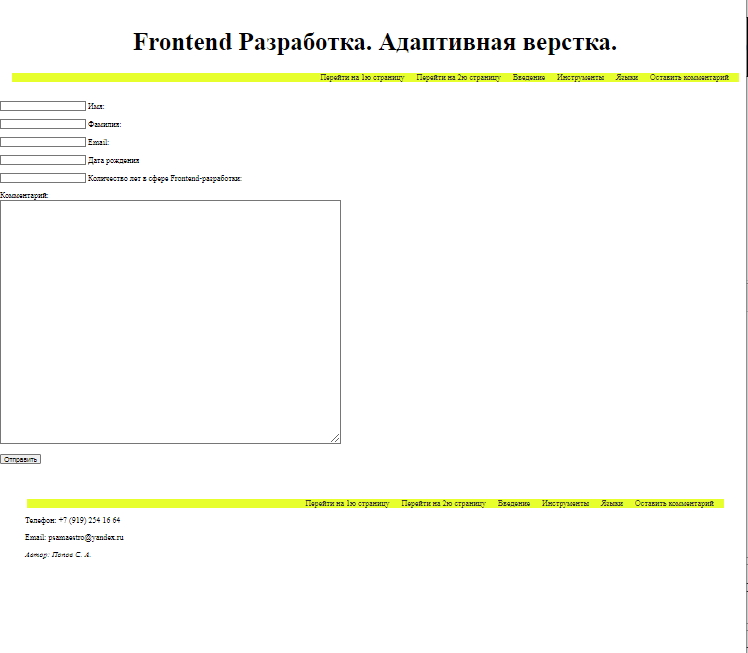 Frontend Разработка. Адаптивная верстка.
Перейти на 1ю страницу Перейти на 2ю страницу Введение Инструменты Языки Оставить комментарий
Имя:
Фамилия:
Email:
Дата рождения
Количество лет в сфере Frontend-разработки:
Комментарий:
Отправить
Перейти на 1ю страницу Перейти на 2ю страницу Введение Инструменты Языки Оставить комментарий
Телефон: +7 (919) 254 16 64
Email: psamaestro@yandex.ru
Автор: Попов С. А.